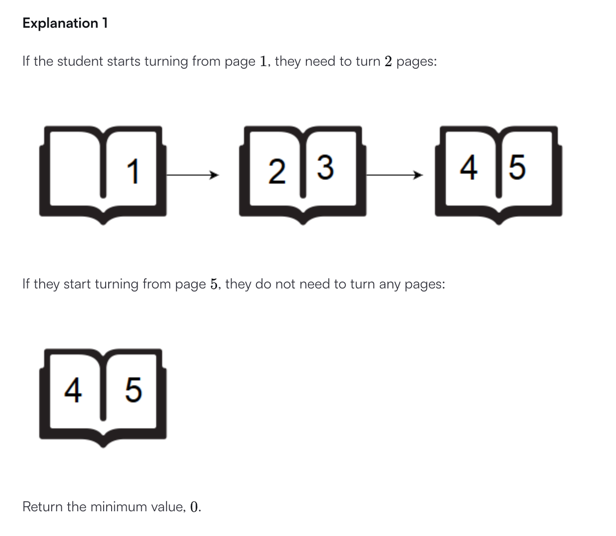 Explanation 1
If the student starts turning from page 1, they need to turn 2 pages:
1
2 3
4 5
If they start turning from page 5, they do not need to turn any pages:
4 5
Return the minimum value, 0.